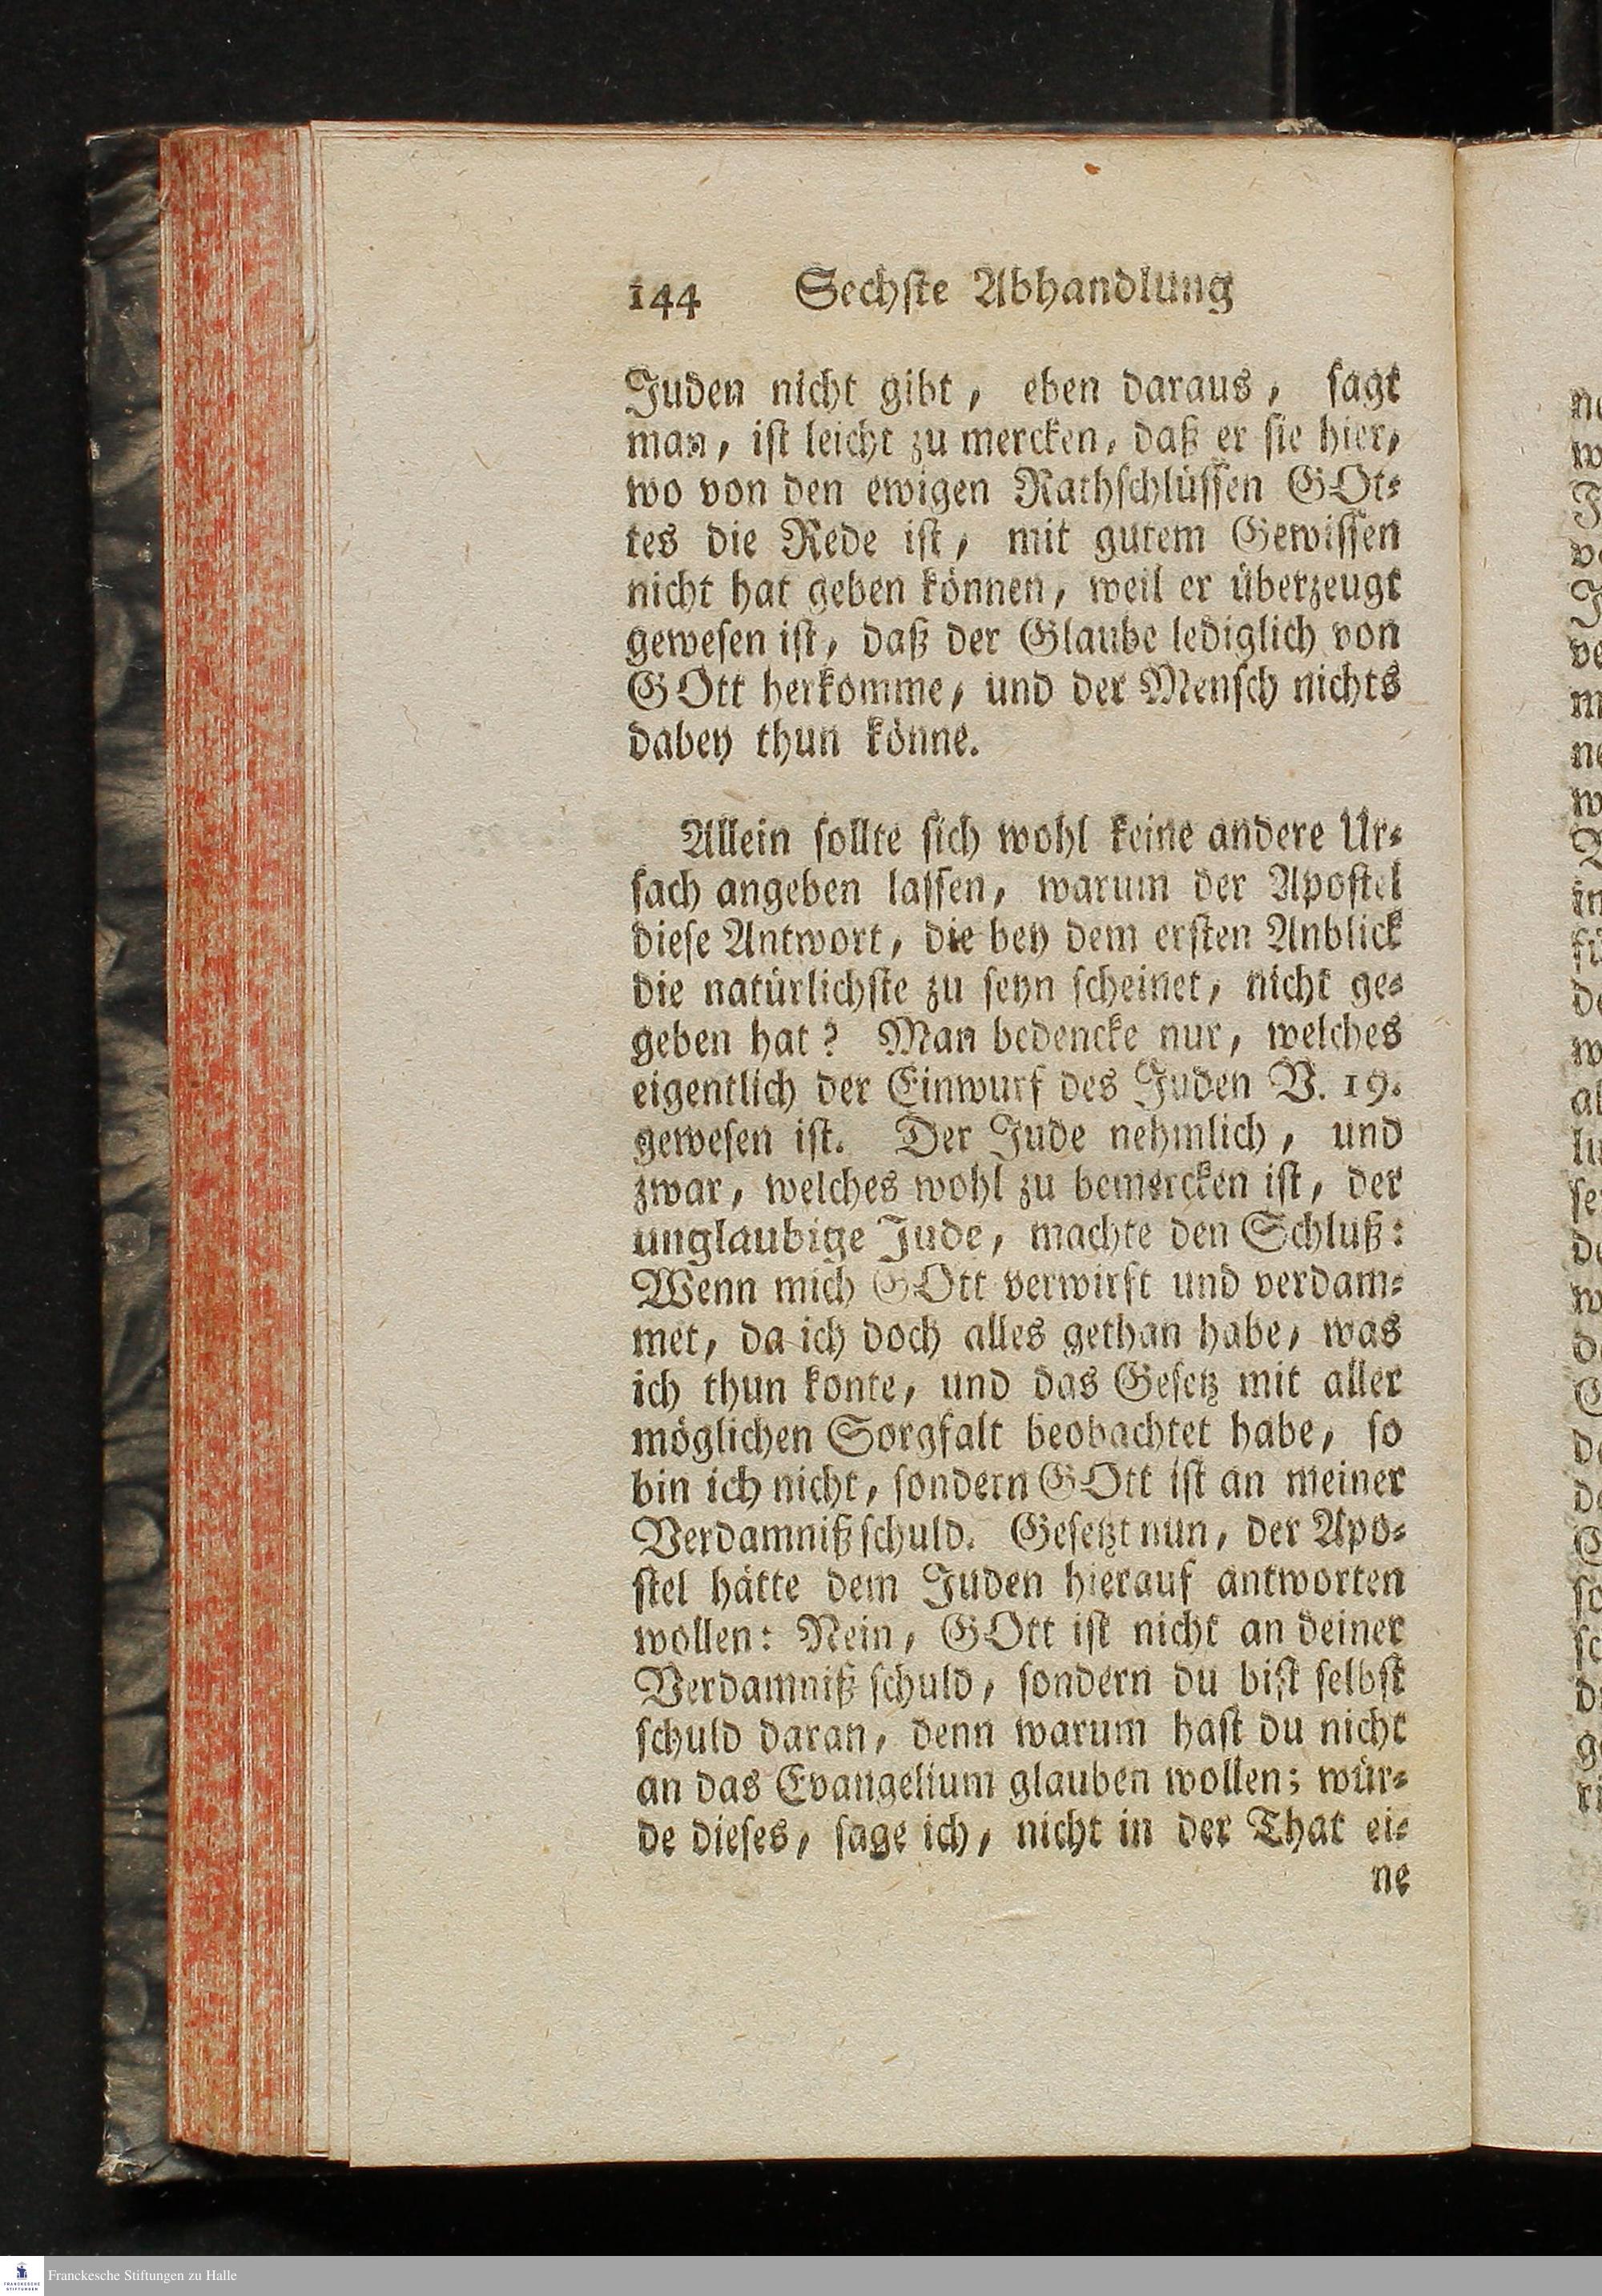 144 Sechste Abhandlung
Juden nicht gibt, eben daraus, sagt
man, ist leicht zu mercken, daß er sie hier,
wo von den ewigen Rathschlüssen GOt-
tes die Rede ist, mit gutem Gewissen
nicht hat geben können, weil er überzeugt
gewesen ist, daß der Glaube lediglich von
GOtt herkomme, und der Mensch nichts
dabey thun könne.
Allein sollte sich wohl keine andere Ur-
sach angeben lassen, warum der Apostel
diese Antwort, die bey dem ersten Anblick
die natürlichste zu seyn scheinet, nicht ge-
geben hat? Man bedencke nur, welches
eigentlich der Einwurf des Juden V. 19.
gewesen ist. Der Jude nehmlich, und
zwar, welches wohl zu bemercken ist, der
unglaubige Jude, machte den Schluß:
Wenn mich GOtt verwirft und verdam-
met, da ich doch alles gethan habe, was
ich thun konte, und das Gesetz mit aller
möglichen Sorgfalt beobachtet habe, so
bin ich nicht, sondern GOtt ist an meiner
Verdamniß schuld. Gesetzt nun, der Apo-
stel hätte dem Juden hierauf antworten
wollen: Nein, GOtt ist nicht an deiner
Verdamniß schuld, sondern du bist selbst
schuld daran, denn warum hast du nicht
an das Evangelium glauben wollen; wür-
de dieses, sage ich, nicht in der That ei-
ne
Franckesche Stiftungen zu Halle